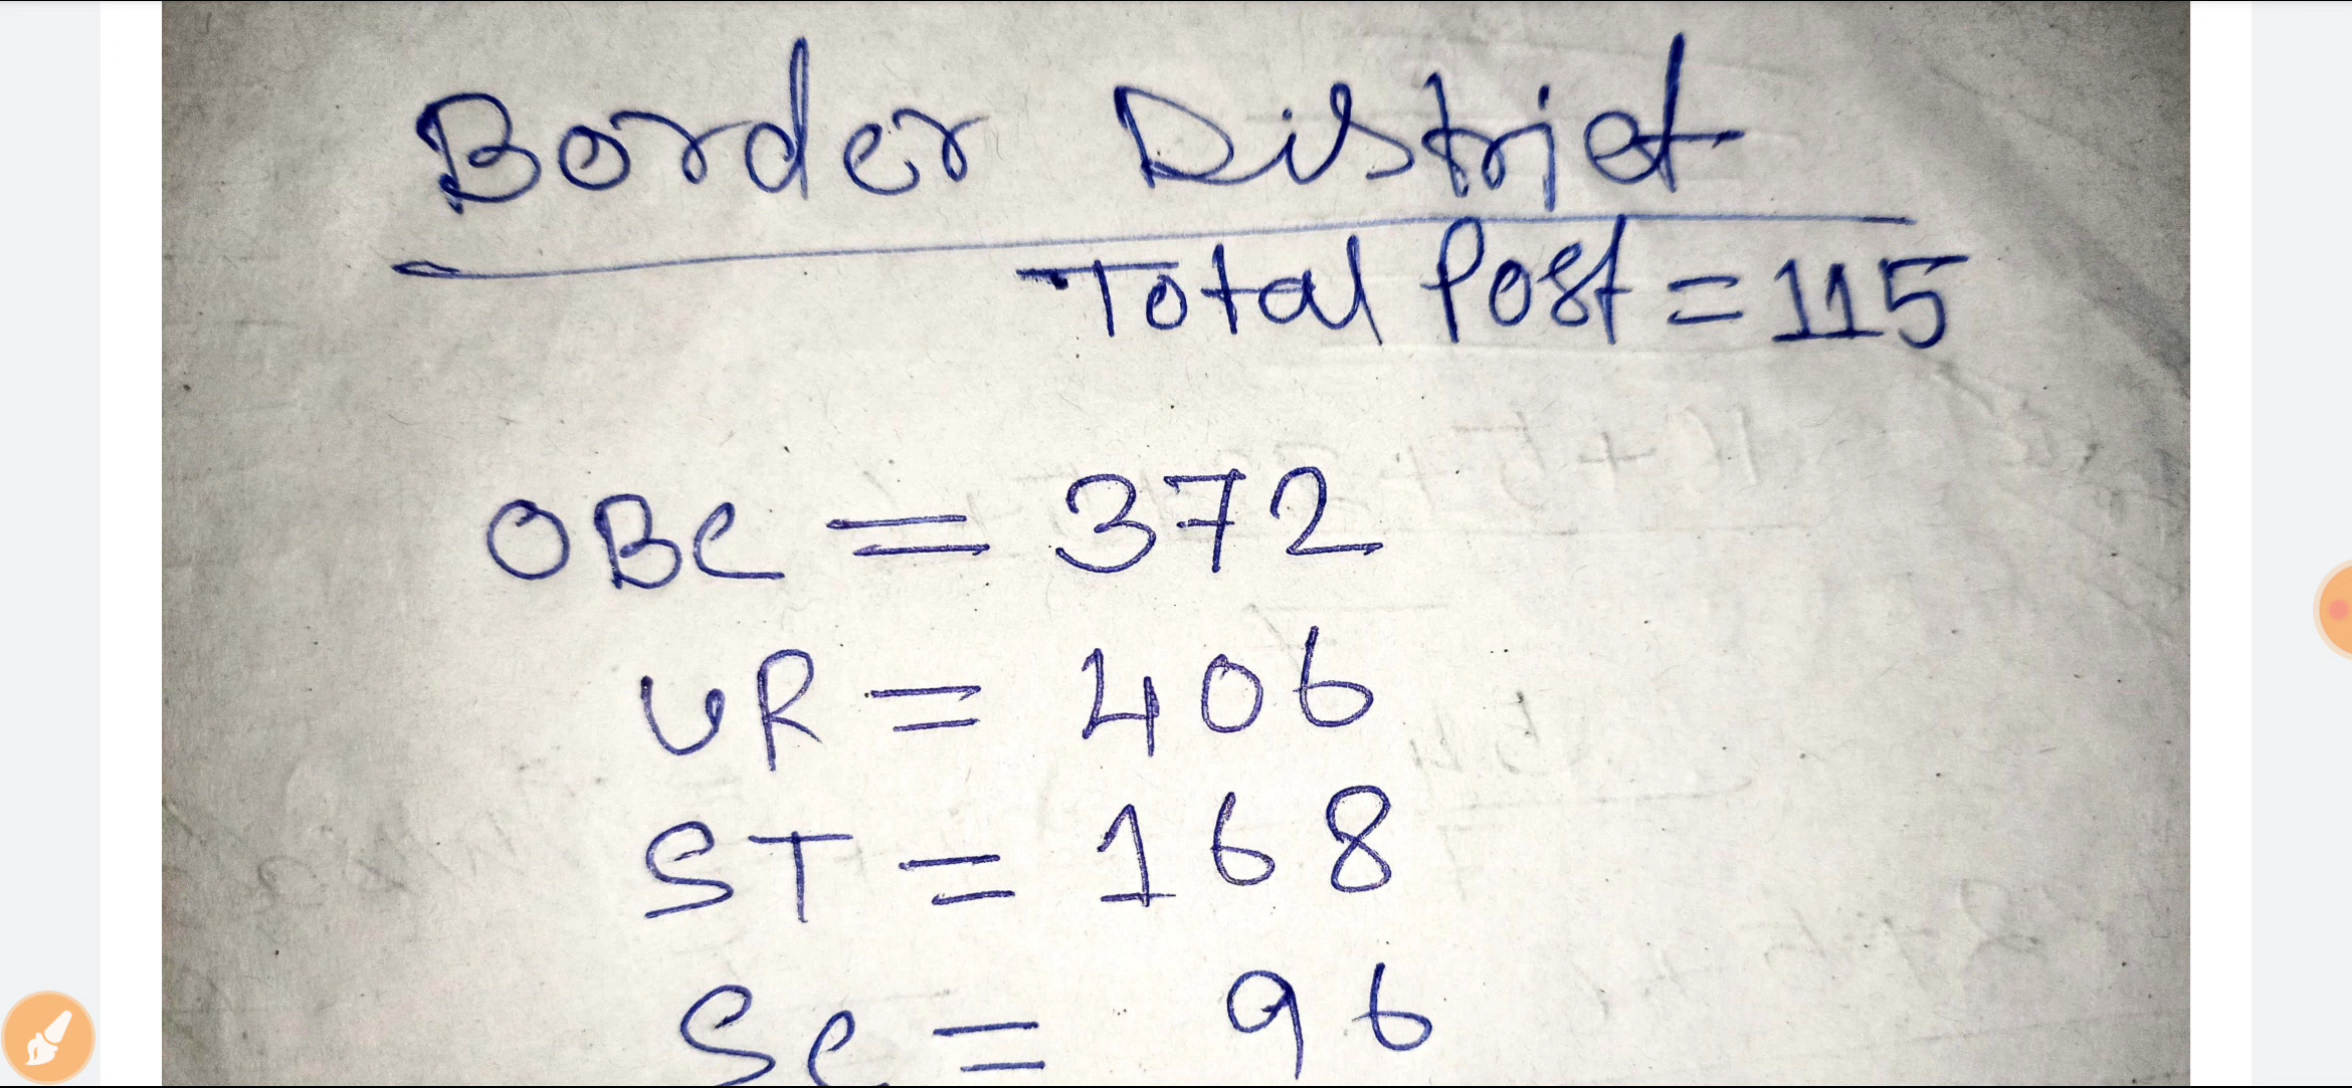 Border District
Total Post = 115
OBC = 372
UR = 406
ST = 168
SC = 96